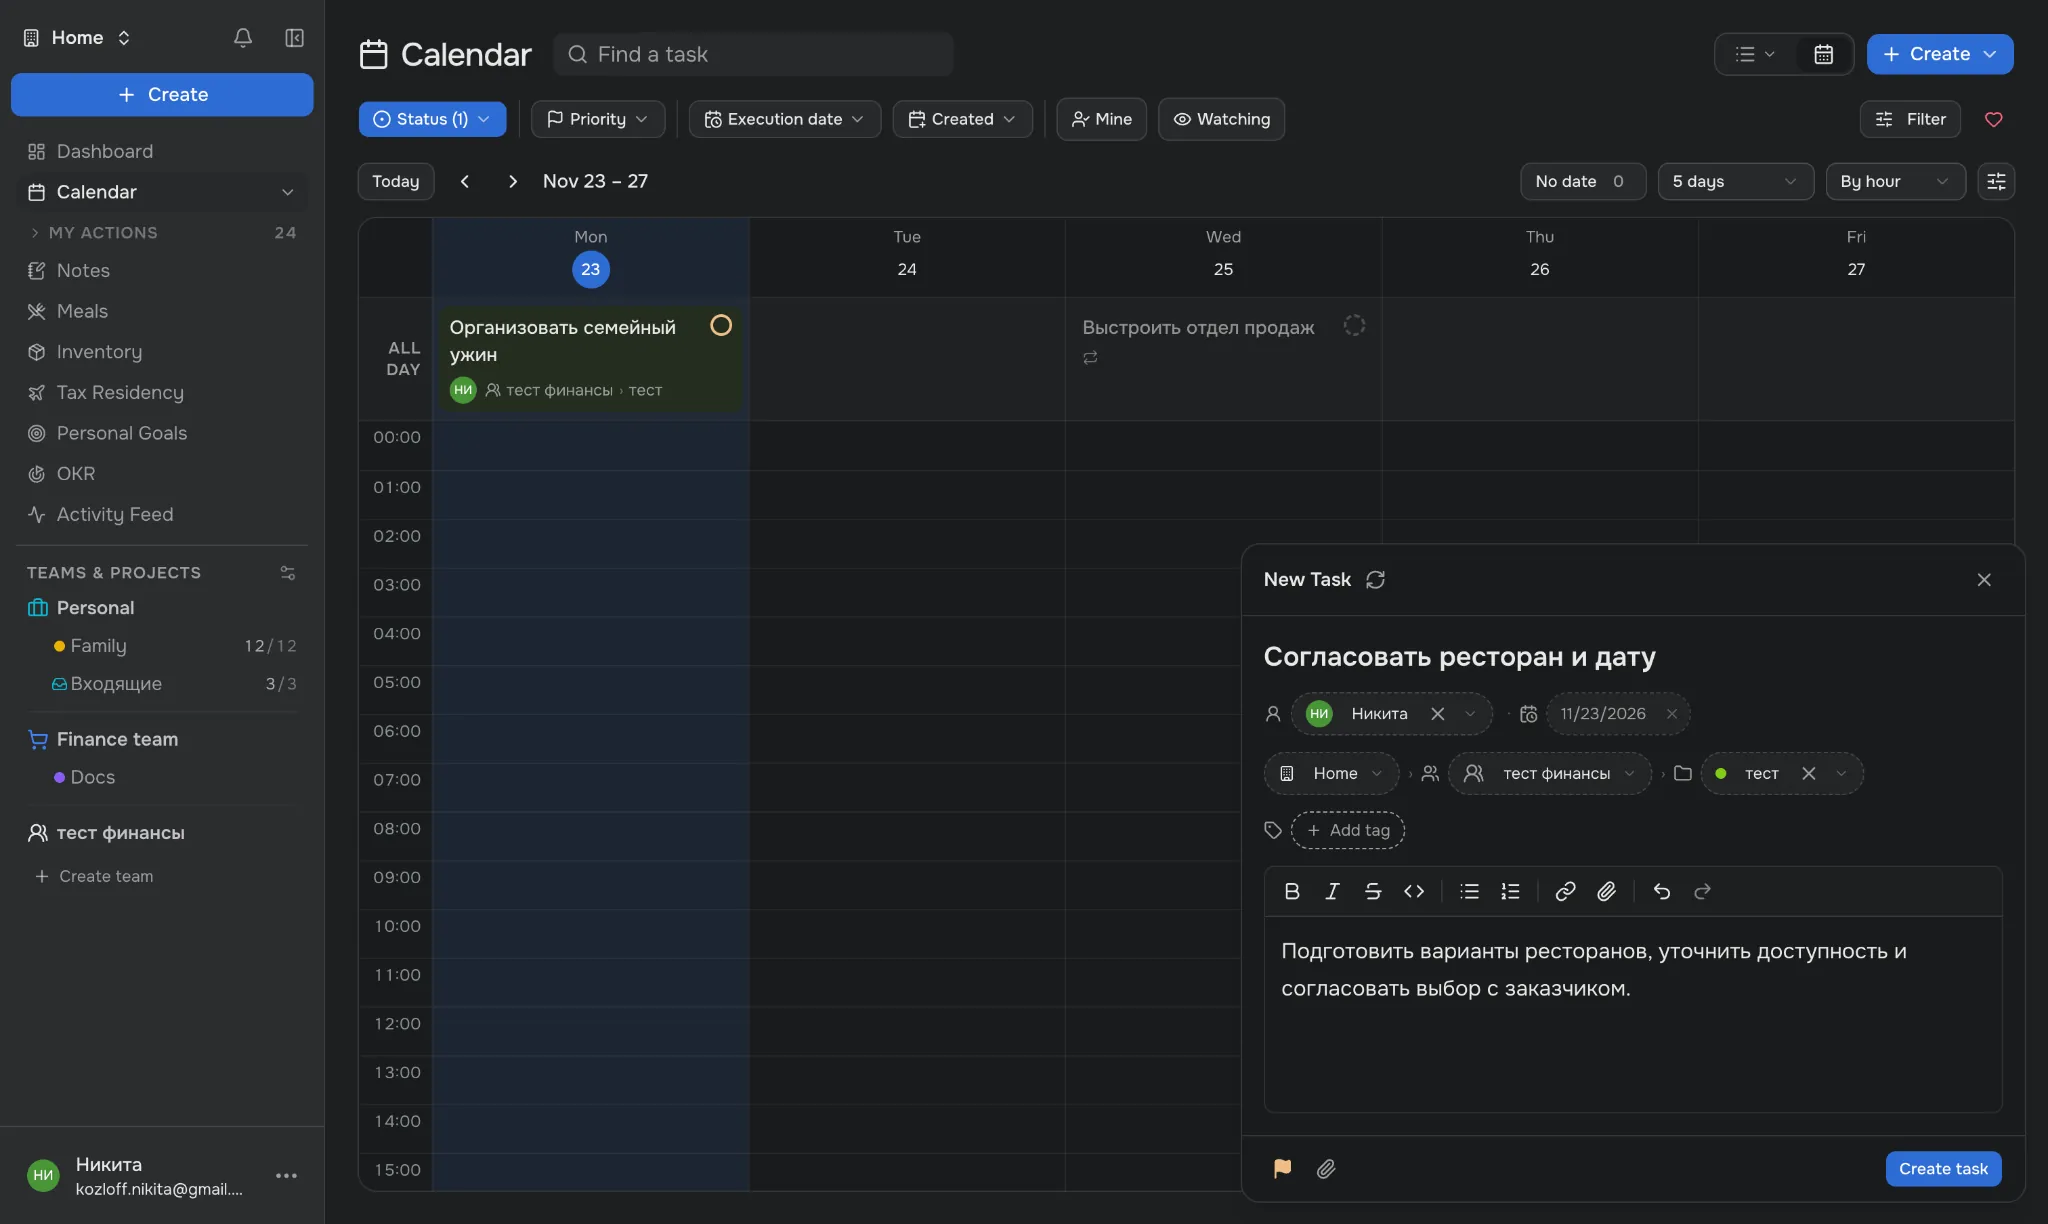 Home
Create
Dashboard
Calendar
MY ACTIONS 24
Notes
Meals
Inventory
Tax Residency
Personal Goals
OKR
Activity Feed
TEAMS & PROJECTS
Personal
Family 12/12
Входящие 3/3
Finance team
Docs
тест финансы
Create team
НИ
Никита
kozloff.nikita@gmail....
Calendar
Find a task
Create
Status (1)
Priority
Execution date
Created
Mine
Watching
Filter
Today
Nov 23 – 27
No date 0
5 days
By hour
Mon Tue Wed Thu Fri
23 24 25 26 27
ALL
DAY
Организовать семейный
ужин
НИ тест финансы › тест
Выстроить отдел продаж
00:00
01:00
02:00
03:00
04:00
05:00
06:00
07:00
08:00
09:00
10:00
11:00
12:00
13:00
14:00
15:00
New Task
Согласовать ресторан и дату
НИ Никита 11/23/2026
Home › тест финансы › тест
Add tag
Подготовить варианты ресторанов, уточнить доступность и
согласовать выбор с заказчиком.
Create task